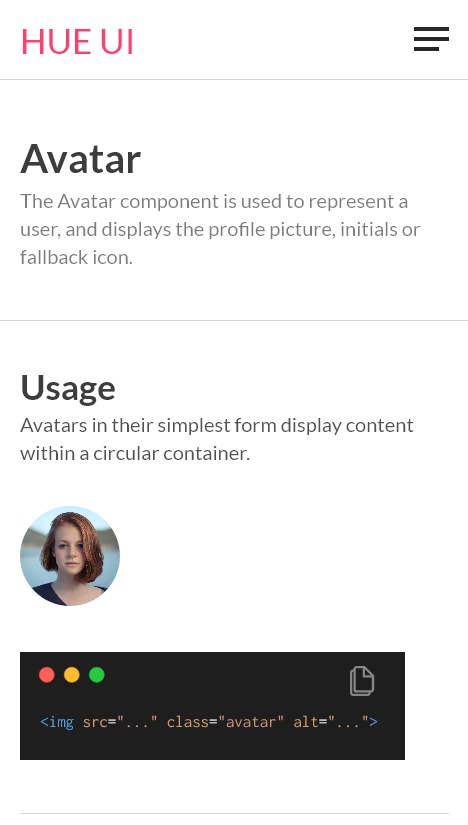 HUE UI
Avatar
The Avatar component is used to represent a
user, and displays the profile picture, initials or
fallback icon.
Usage
Avatars in their simplest form display content
within a circular container.
<img src="..." class="avatar" alt="...">